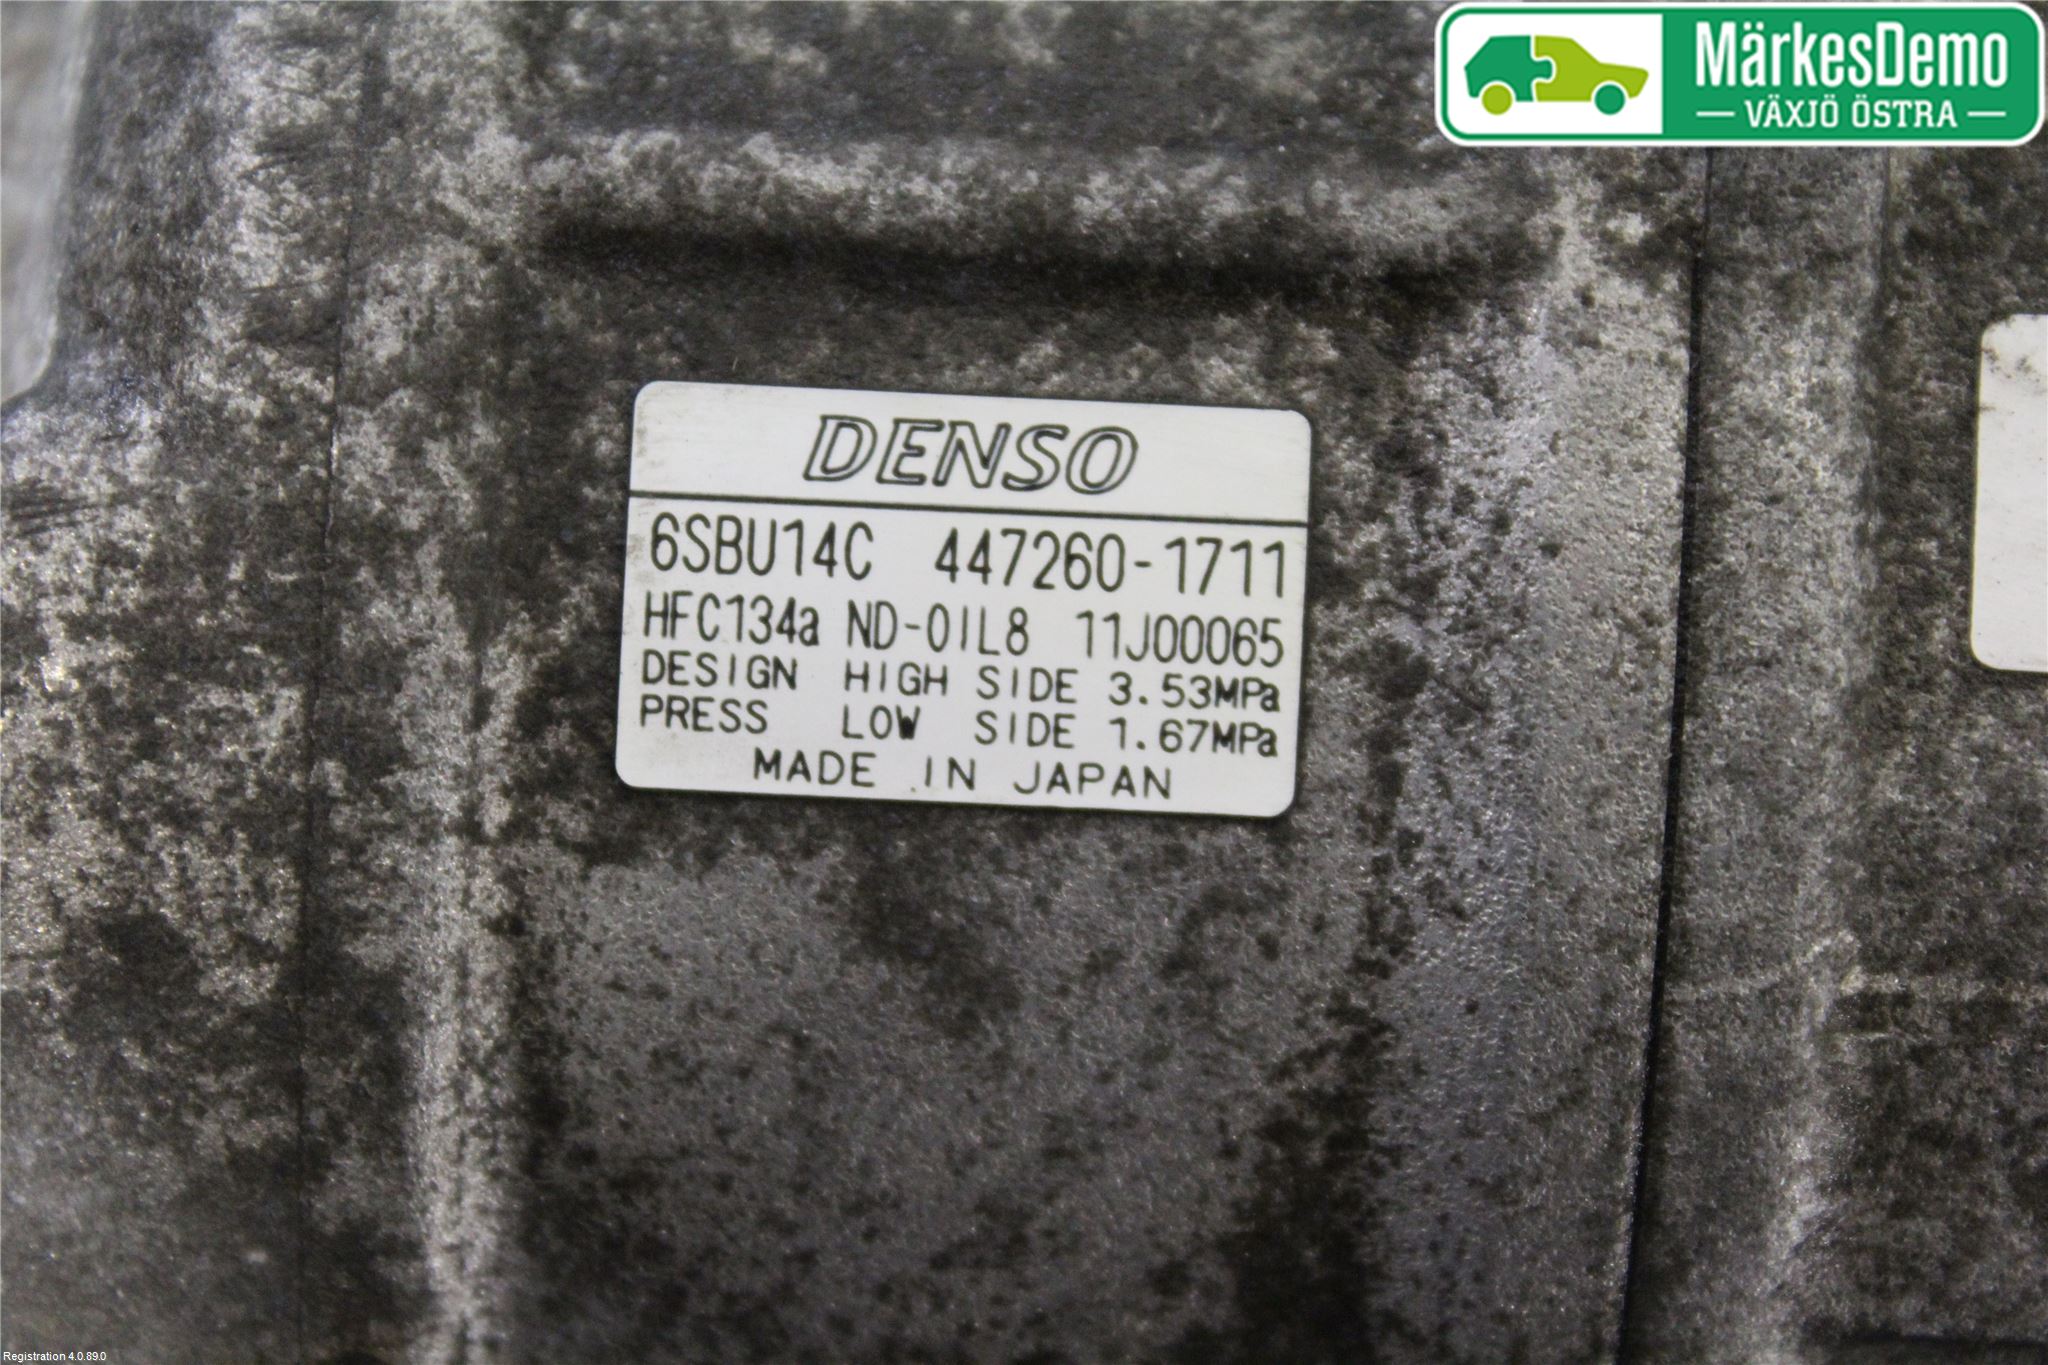 MärkesDemo
VÄXJÖ ÖSTRA
DENSO
6SBU14C 447260-1711
HFC134a ND-OIL8 11J00065
DESIGN HIGH SIDE 3.53MPa
PRESS LOW SIDE 1.67MPa
MADE IN JAPAN
Registration 4.0.89.0